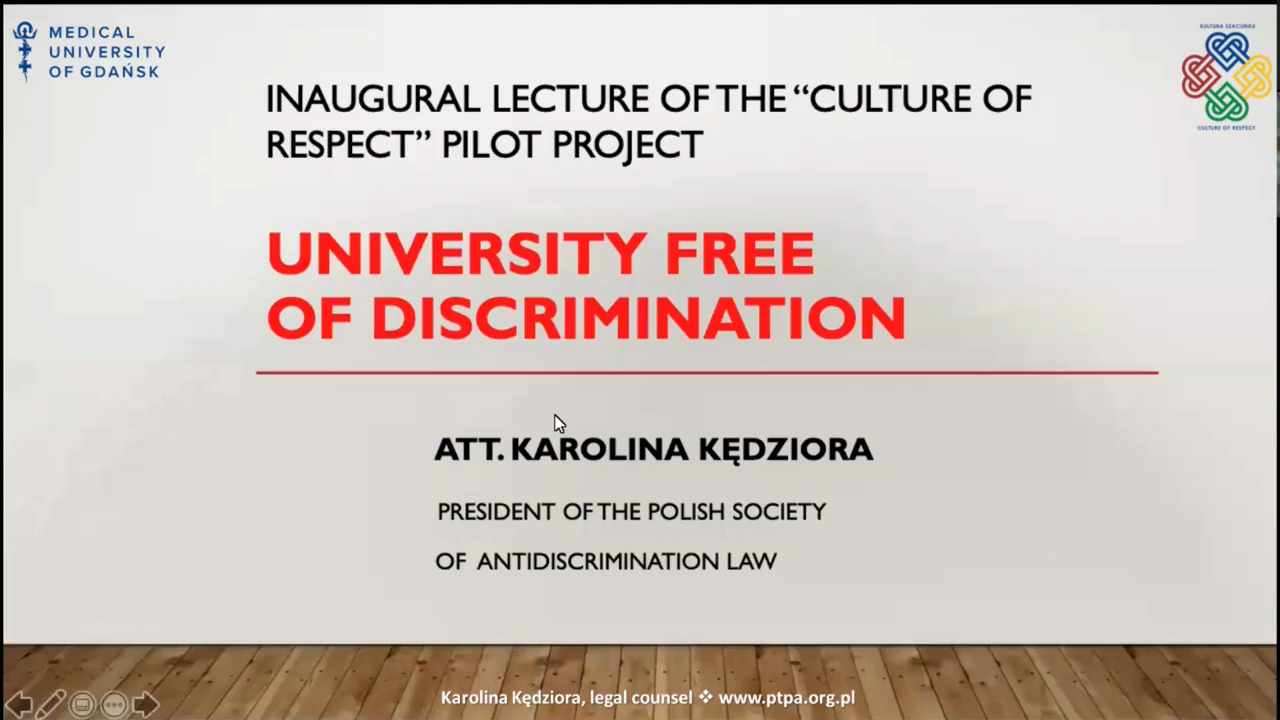 MEDICAL
UNIVERSITY
OF GDAŃSK
KULTURA SZACUNKU
CULTURE OF RESPECT
INAUGURAL LECTURE OF THE “CULTURE OF
RESPECT” PILOT PROJECT
UNIVERSITY FREE
OF DISCRIMINATION
ATT. KAROLINA KĘDZIORA
PRESIDENT OF THE POLISH SOCIETY
OF ANTIDISCRIMINATION LAW
Karolina Kędziora, legal counsel ❖ www.ptpa.org.pl